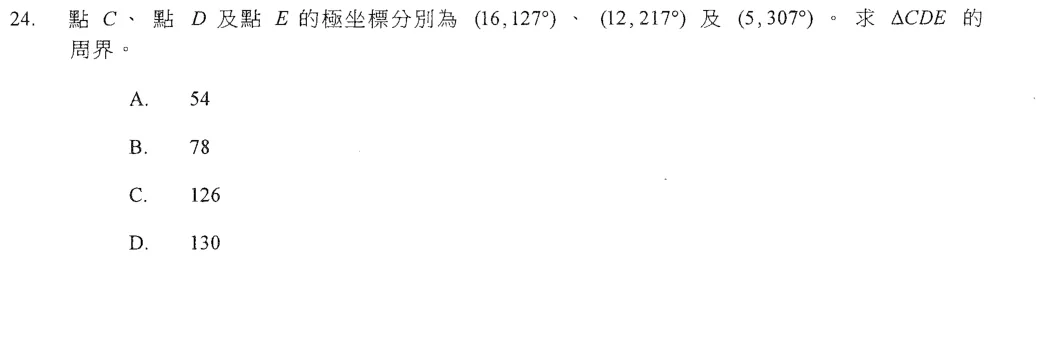 24. 點 C、點 D 及點 E 的極坐標分別為 (16, 127°)、(12, 217°) 及 (5, 307°)。求 ΔCDE 的
周界。
A. 54
B. 78
C. 126
D. 130